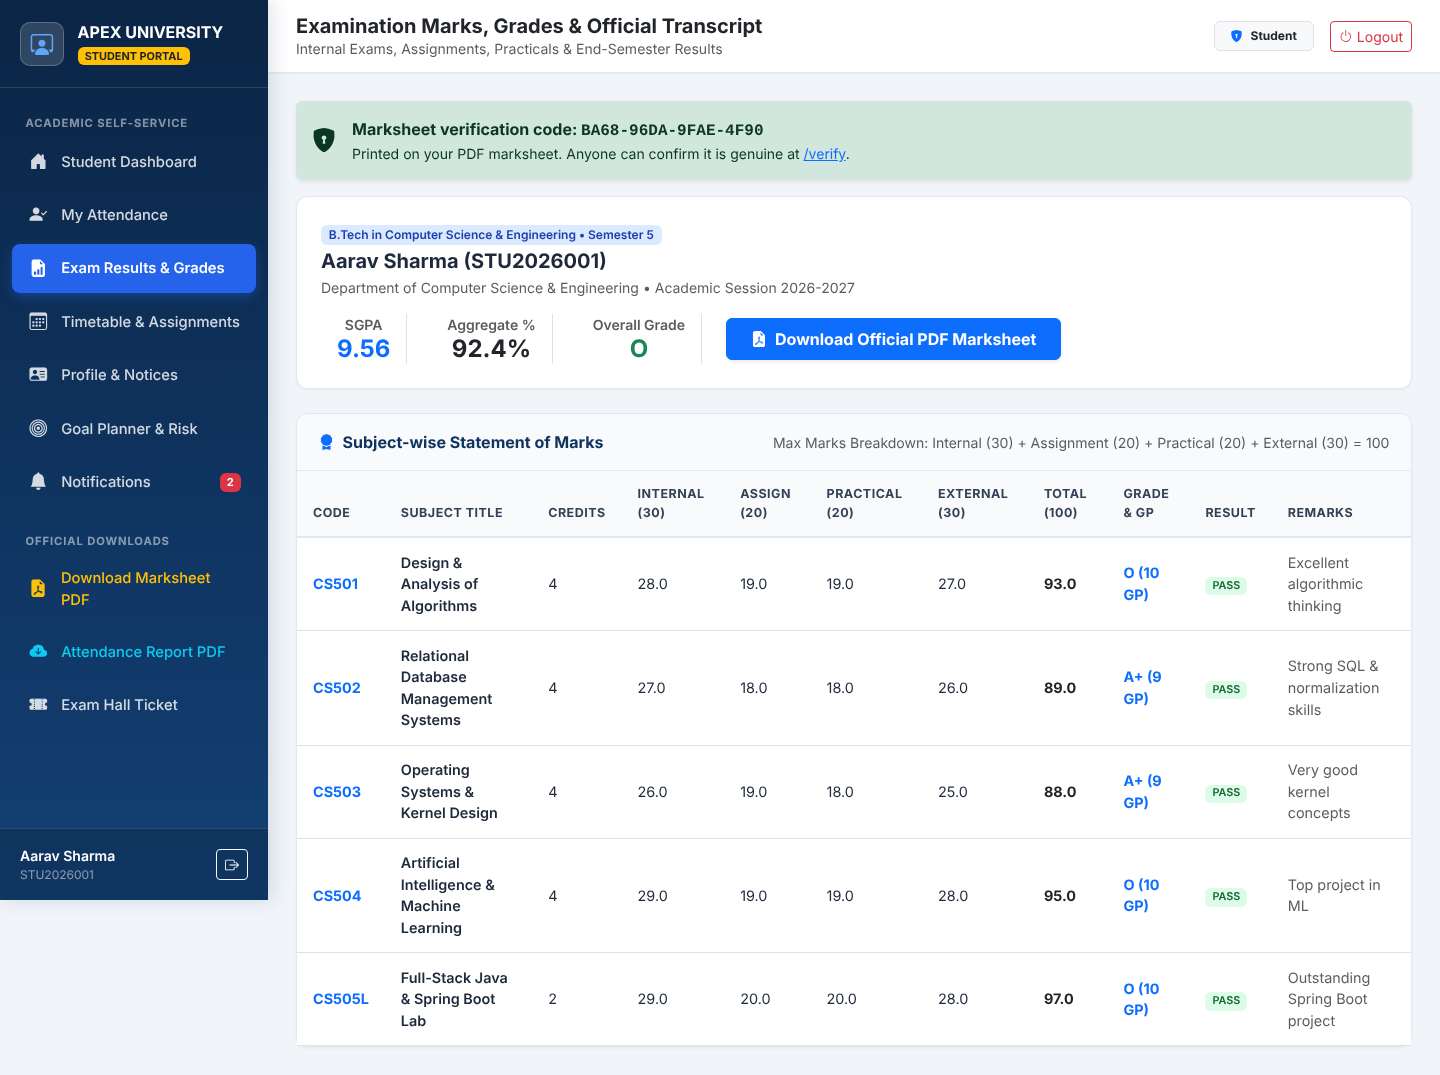 APEX UNIVERSITY
STUDENT PORTAL
ACADEMIC SELF-SERVICE
Student Dashboard
My Attendance
Exam Results & Grades
Timetable & Assignments
Profile & Notices
Goal Planner & Risk
Notifications 2
OFFICIAL DOWNLOADS
Download Marksheet
PDF
Attendance Report PDF
Exam Hall Ticket
Aarav Sharma
STU2026001
Examination Marks, Grades & Official Transcript
Internal Exams, Assignments, Practicals & End-Semester Results
Student
Logout
Marksheet verification code: BA68-96DA-9FAE-4F90
Printed on your PDF marksheet. Anyone can confirm it is genuine at /verify.
B.Tech in Computer Science & Engineering • Semester 5
Aarav Sharma (STU2026001)
Department of Computer Science & Engineering • Academic Session 2026-2027
SGPA
9.56
Aggregate %
92.4%
Overall Grade
O
Download Official PDF Marksheet
Subject-wise Statement of Marks
Max Marks Breakdown: Internal (30) + Assignment (20) + Practical (20) + External (30) = 100
CODE
SUBJECT TITLE
CREDITS
INTERNAL
(30)
ASSIGN
(20)
PRACTICAL
(20)
EXTERNAL
(30)
TOTAL
(100)
GRADE
& GP
RESULT
REMARKS
CS501
Design &
Analysis of
Algorithms
4
28.0
19.0
19.0
27.0
93.0
O (10
GP)
PASS
Excellent
algorithmic
thinking
CS502
Relational
Database
Management
Systems
4
27.0
18.0
18.0
26.0
89.0
A+ (9
GP)
PASS
Strong SQL &
normalization
skills
CS503
Operating
Systems &
Kernel Design
4
26.0
19.0
18.0
25.0
88.0
A+ (9
GP)
PASS
Very good
kernel
concepts
CS504
Artificial
Intelligence &
Machine
Learning
4
29.0
19.0
19.0
28.0
95.0
O (10
GP)
PASS
Top project in
ML
CS505L
Full-Stack Java
& Spring Boot
Lab
2
29.0
20.0
20.0
28.0
97.0
O (10
GP)
PASS
Outstanding
Spring Boot
project